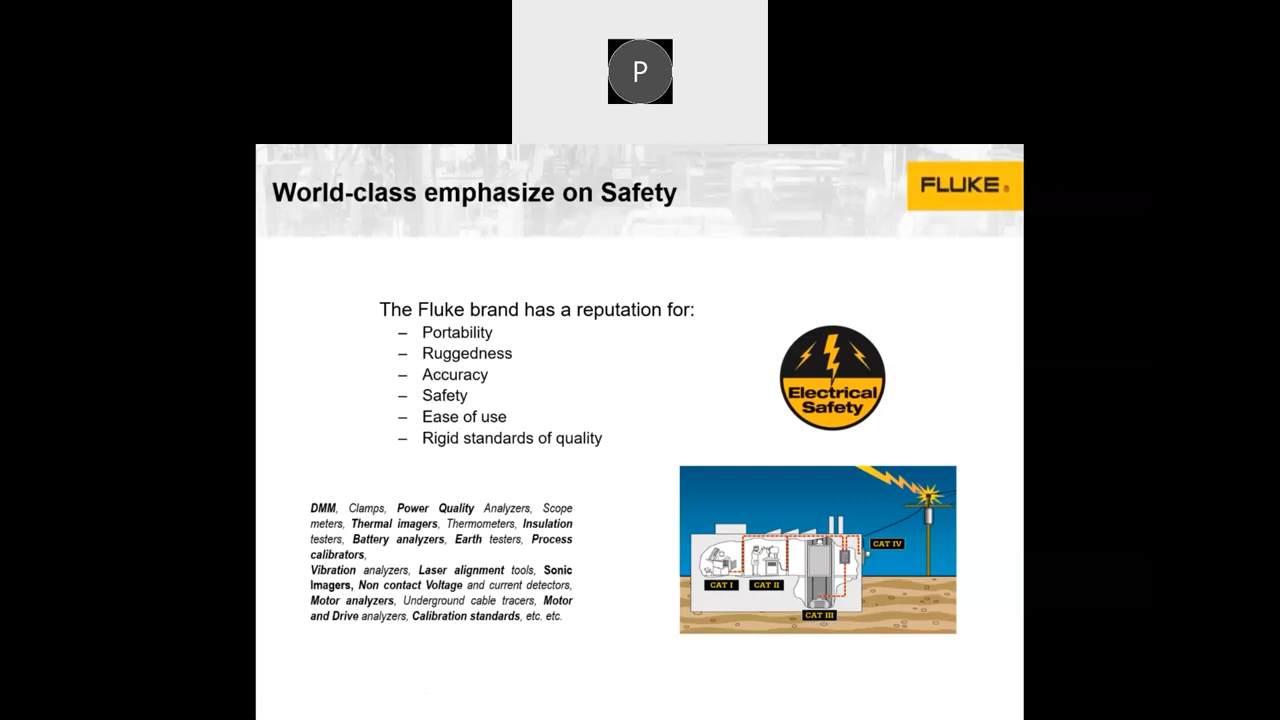 P
World-class emphasize on Safety
FLUKE®
The Fluke brand has a reputation for:
– Portability
– Ruggedness
– Accuracy
– Safety
– Ease of use
– Rigid standards of quality
Electrical
Safety
DMM, Clamps, Power Quality Analyzers, Scope
meters, Thermal imagers, Thermometers, Insulation
testers, Battery analyzers, Earth testers, Process
calibrators,
Vibration analyzers, Laser alignment tools, Sonic
Imagers, Non contact Voltage and current detectors,
Motor analyzers, Underground cable tracers, Motor
and Drive analyzers, Calibration standards, etc. etc.
CAT IV
CAT I
CAT II
CAT III